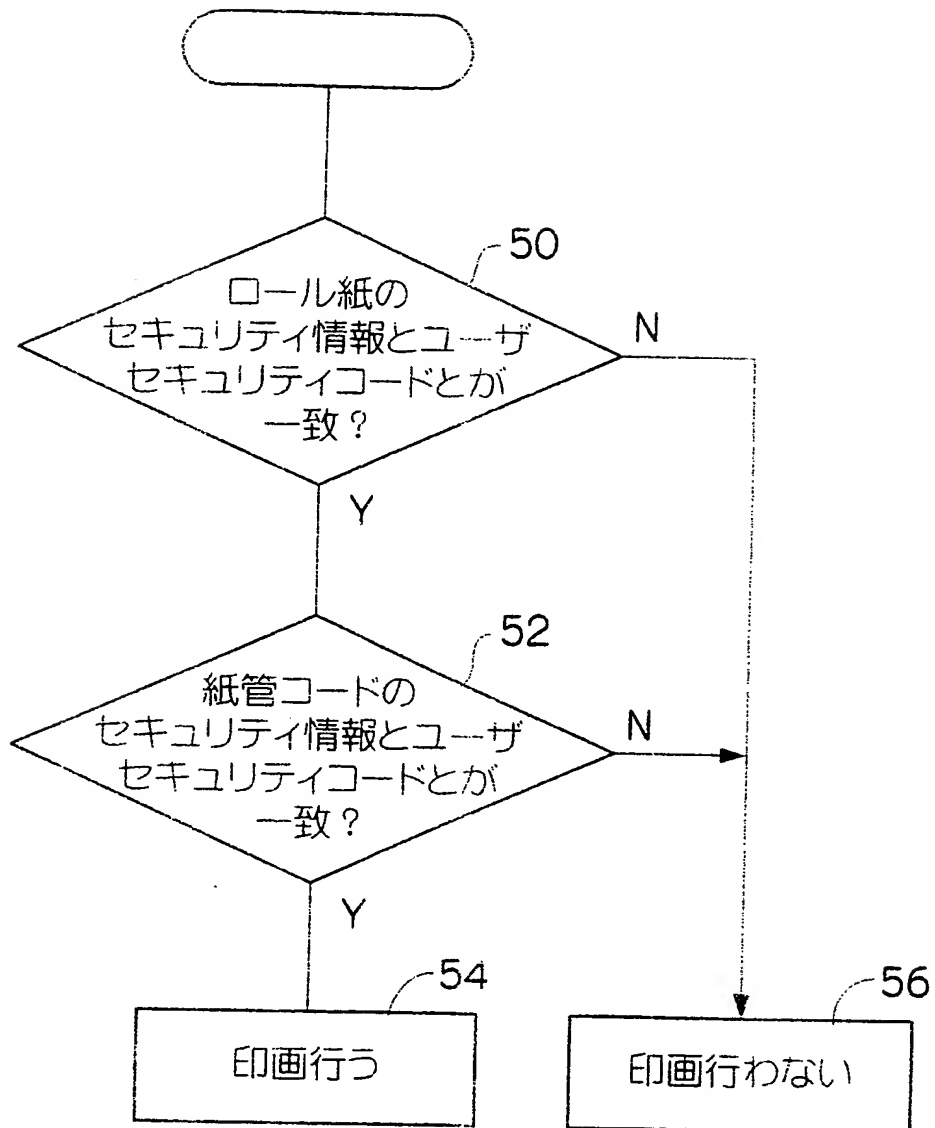 50
ロール紙の
セキュリティ情報とユーザ
セキュリティコードとが
一致?
N
Y
52
紙管コードの
セキュリティ情報とユーザ
セキュリティコードとが
一致?
N
Y
54
印画行う
56
印画行わない